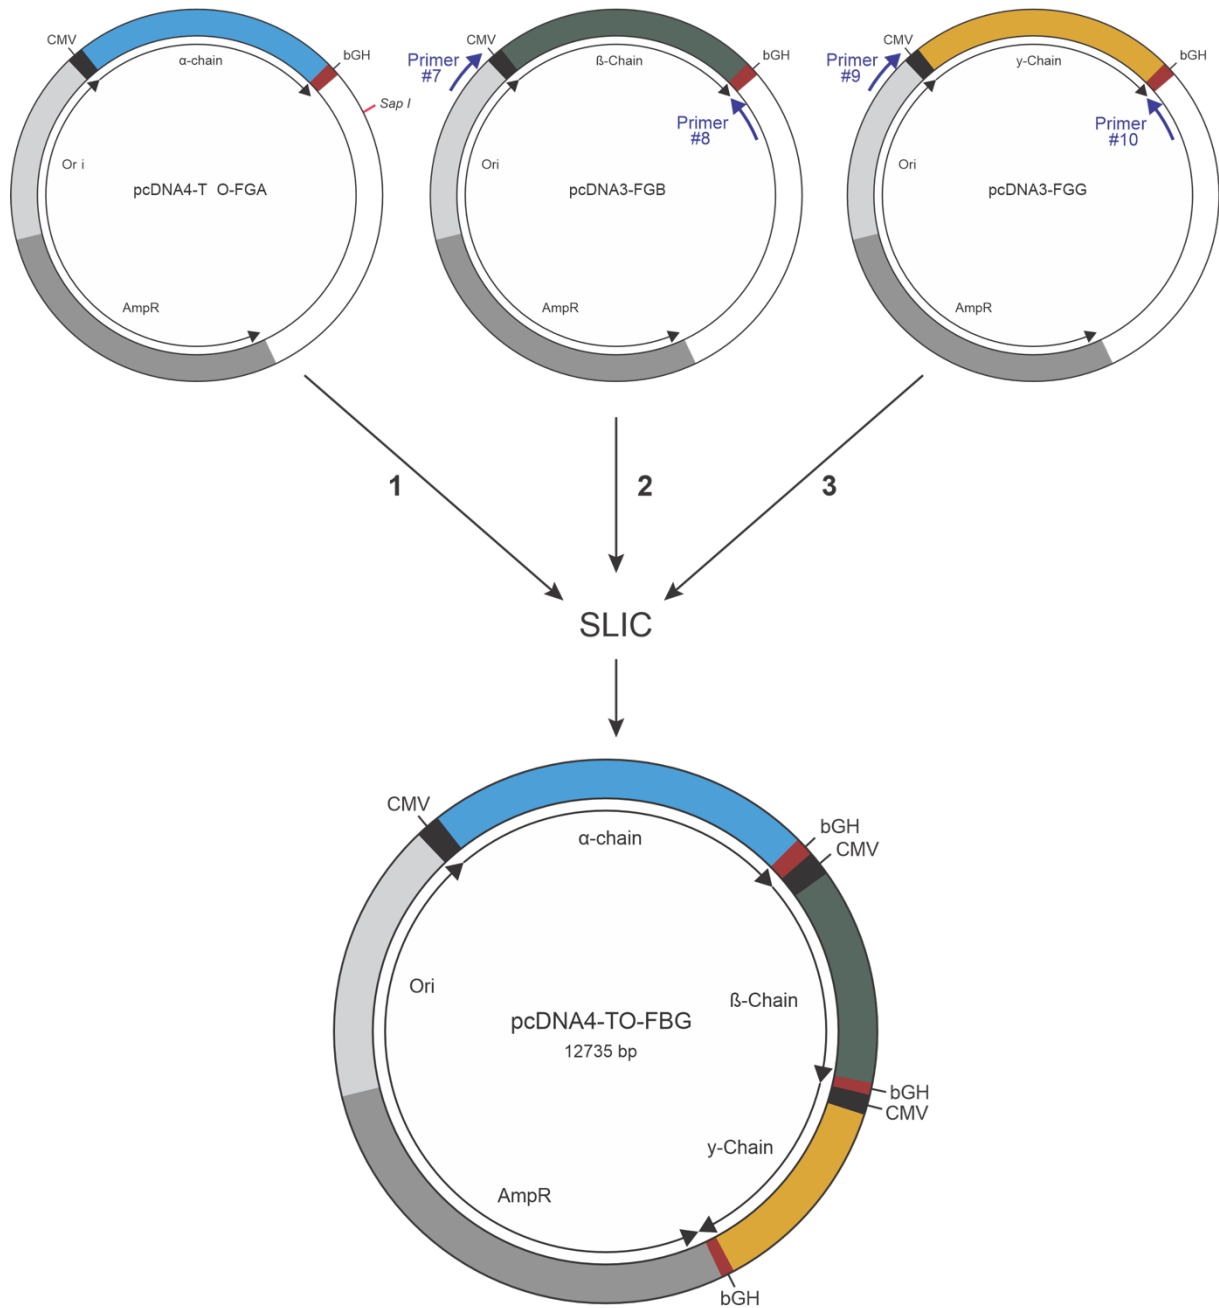 CMV
α-chain
bGH
Sap I
Or i
pcDNA4-T O-FGA
AmpR
Primer
#7
CMV
ß-Chain
bGH
Primer
#8
Ori
pcDNA3-FGB
AmpR
Primer
#9
CMV
y-Chain
bGH
Primer
#10
Ori
pcDNA3-FGG
AmpR
1
2
3
SLIC
CMV
α-chain
bGH
CMV
Ori
ß-Chain
pcDNA4-TO-FBG
12735 bp
bGH
CMV
y-Chain
AmpR
bGH